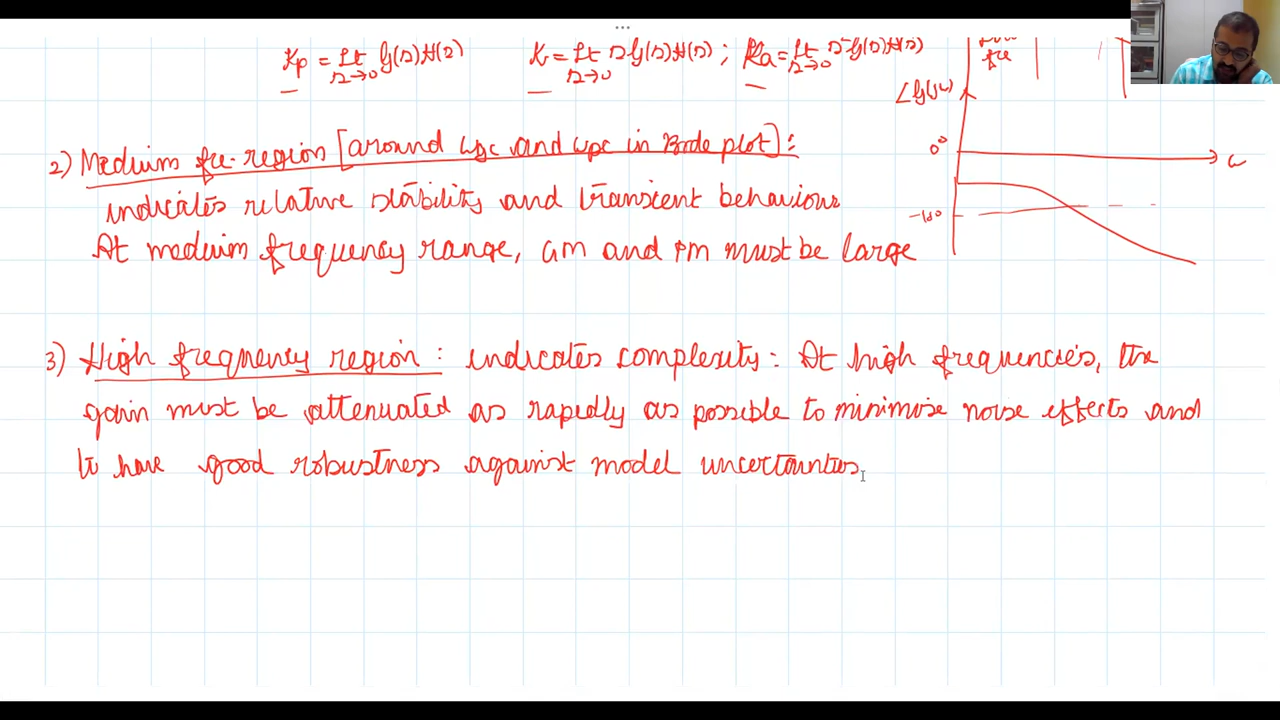 Kp = Lt G(s)H(s) K = Lt s G(s)H(s) ; Ka = Lt s² G(s)H(s)
s→0 s→0 s→0
∠G(jω)
2) Medium fre. region [around ωgc and ωpc in Bode plot] :
0° ω
indicates relative stability and transient behaviour
-180
At medium frequency range, GM and PM must be large
3) High frequency region : indicates complexity : At high frequencies, the
gain must be attenuated as rapidly as possible to minimise noise effects and
to have good robustness against model uncertainties.